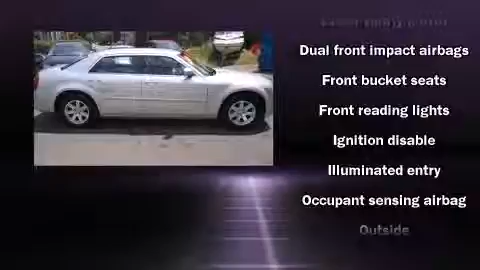 Dual front impact airbags
Front bucket seats
Front reading lights
Ignition disable
Illuminated entry
Occupant sensing airbag
Outside